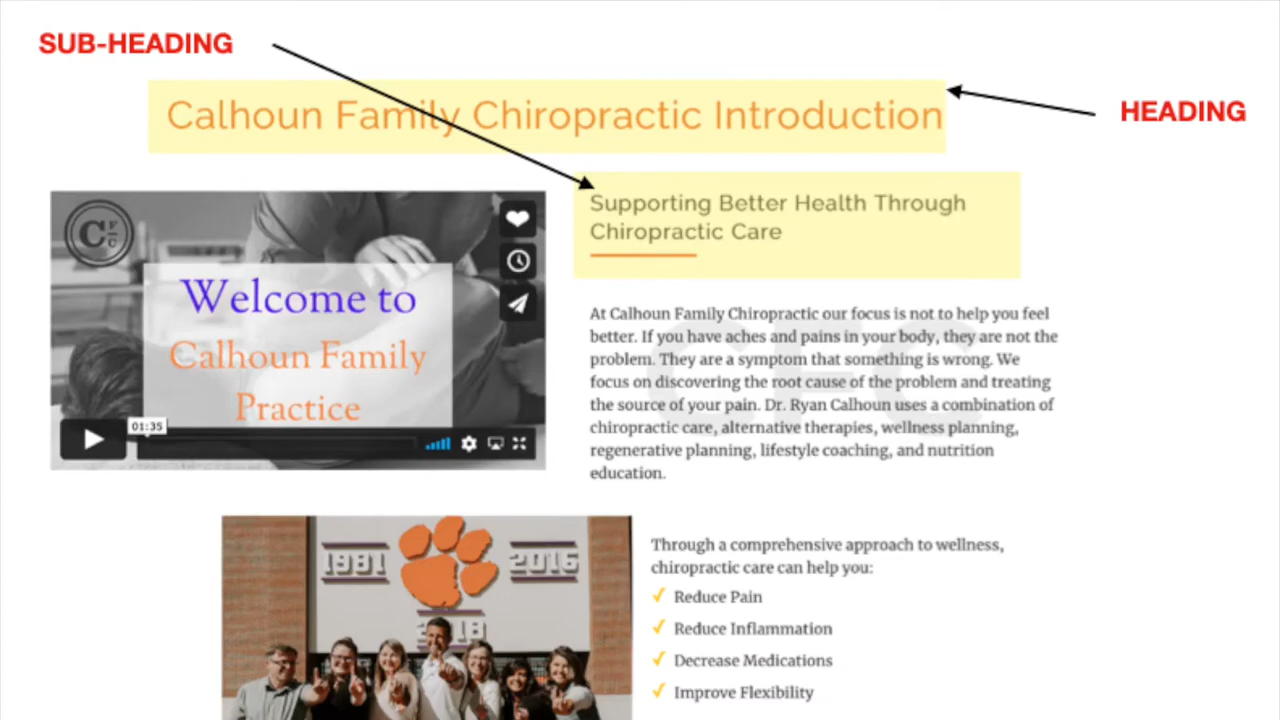 SUB-HEADING
HEADING
Calhoun Family Chiropractic Introduction
Supporting Better Health Through
Chiropractic Care
C F C
Welcome to
Calhoun Family
Practice
01:35
CFC
At Calhoun Family Chiropractic our focus is not to help you feel
better. If you have aches and pains in your body, they are not the
problem. They are a symptom that something is wrong. We
focus on discovering the root cause of the problem and treating
the source of your pain. Dr. Ryan Calhoun uses a combination of
chiropractic care, alternative therapies, wellness planning,
regenerative planning, lifestyle coaching, and nutrition
education.
1981
2016
2018
Through a comprehensive approach to wellness,
chiropractic care can help you:
✓ Reduce Pain
✓ Reduce Inflammation
✓ Decrease Medications
✓ Improve Flexibility